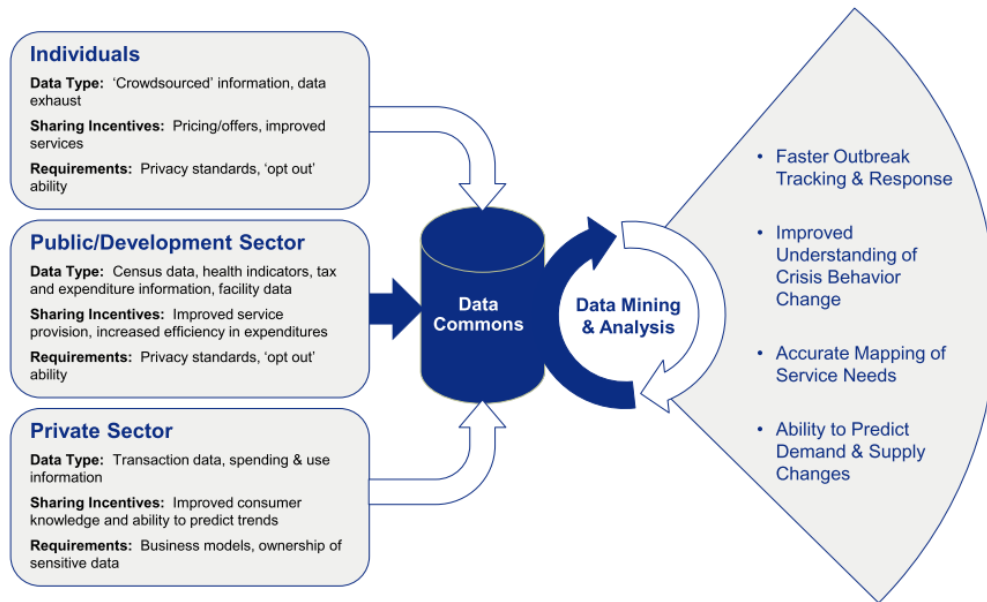 Individuals
Data Type: ‘Crowdsourced’ information, data
exhaust
Sharing Incentives: Pricing/offers, improved
services
Requirements: Privacy standards, ‘opt out’
ability
Public/Development Sector
Data Type: Census data, health indicators, tax
and expenditure information, facility data
Sharing Incentives: Improved service
provision, increased efficiency in expenditures
Requirements: Privacy standards, ‘opt out’
ability
Private Sector
Data Type: Transaction data, spending & use
information
Sharing Incentives: Improved consumer
knowledge and ability to predict trends
Requirements: Business models, ownership of
sensitive data
Data
Commons
Data Mining
& Analysis
• Faster Outbreak
Tracking & Response
• Improved
Understanding of
Crisis Behavior
Change
• Accurate Mapping of
Service Needs
• Ability to Predict
Demand & Supply
Changes